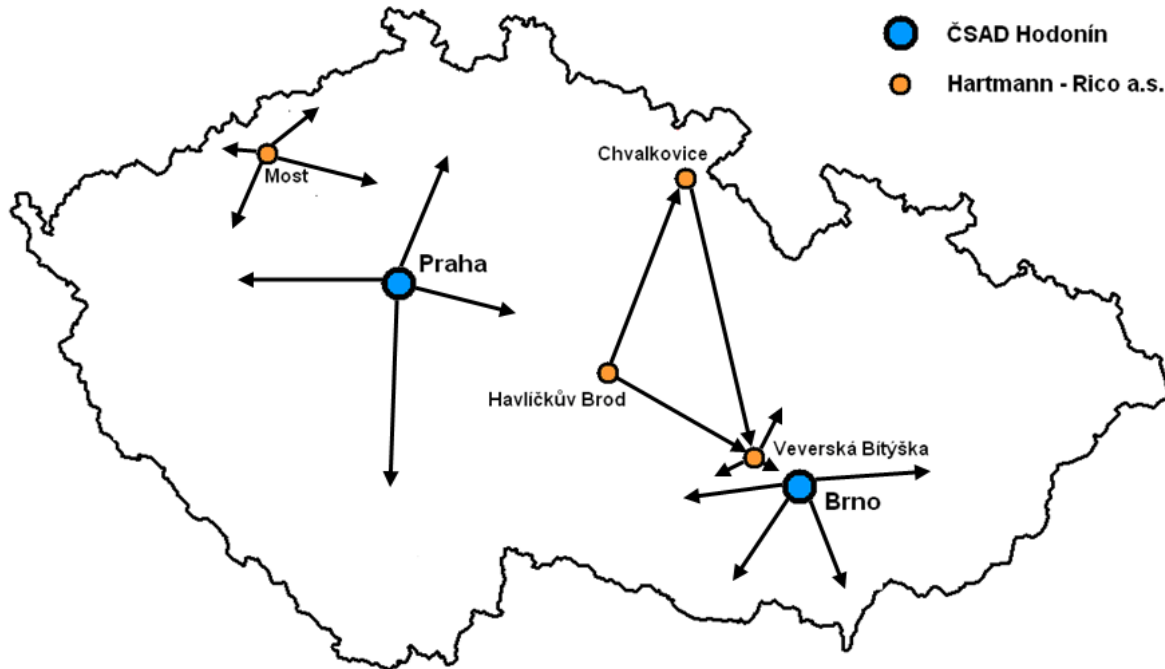 ČSAD Hodonín
Hartmann - Rico a.s.
Chvalkovice
Most
Praha
Havlíčkův Brod
Veverská Bítýška
Brno